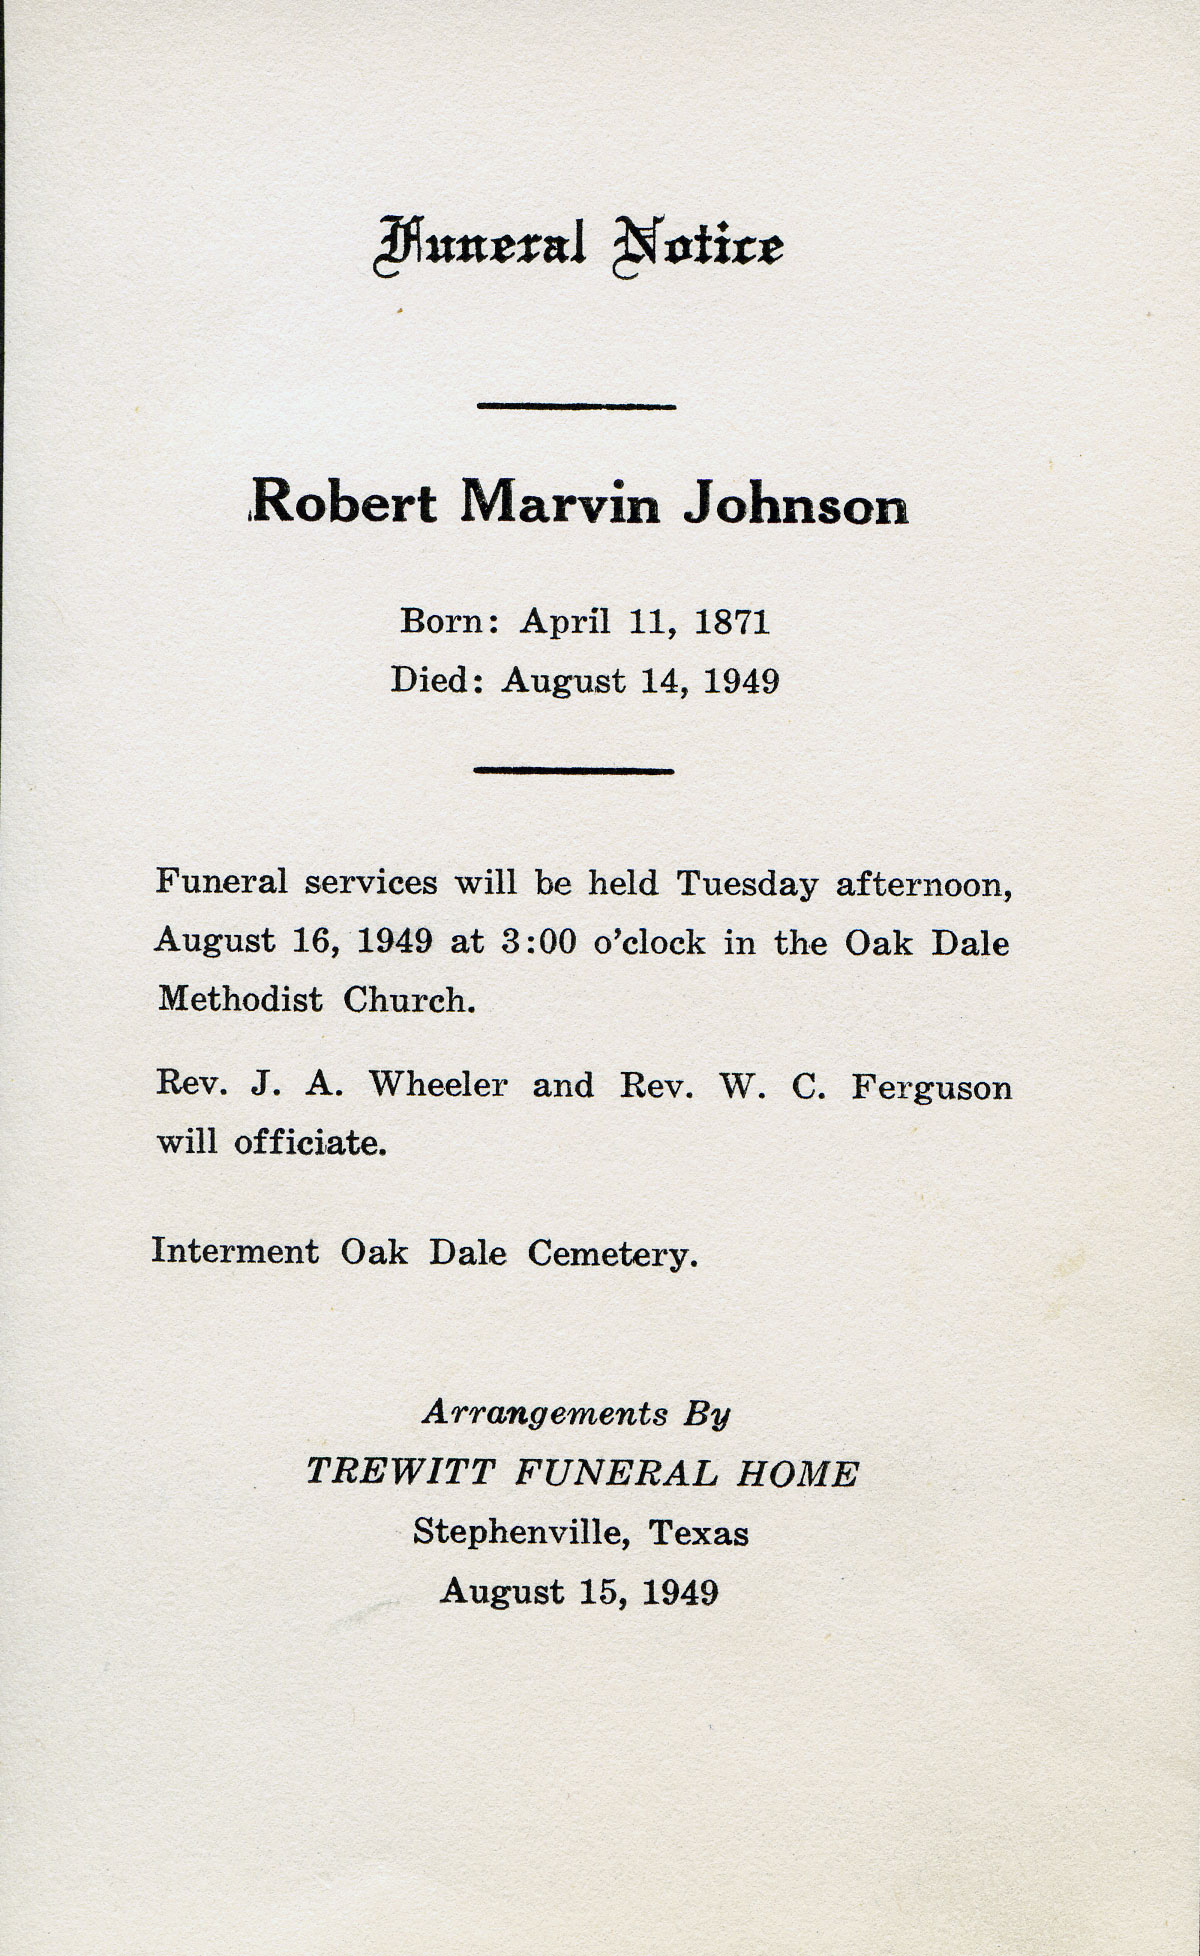 Funeral Notice
Robert Marvin Johnson
Born: April 11, 1871
Died: August 14, 1949
Funeral services will be held Tuesday afternoon,
August 16, 1949 at 3:00 o'clock in the Oak Dale
Methodist Church.
Rev. J. A. Wheeler and Rev. W. C. Ferguson
will officiate.
Interment Oak Dale Cemetery.
Arrangements By
TREWITT FUNERAL HOME
Stephenville, Texas
August 15, 1949